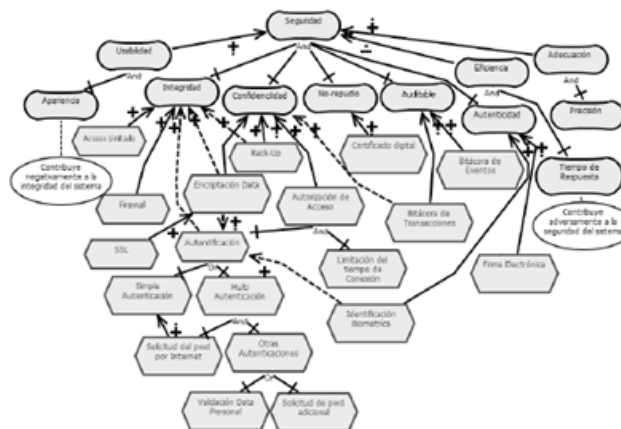 Seguridad
Usabilidad
Eficiencia
Adecuación
And
And
And
And
Apariencia
Integridad
Confidencilidad
No-repudio
Auditable
Autenticidad
Precisión
Acceso Limitado
Back-Up
Certificado digital
Bitácora de
Eventos
Tiempo de
Respuesta
Contribuye
negativamente a la
integridad del sistema
Firewall
Encriptación Data
Autorización de
Acceso
Bitácora de
Transacciones
Contribuye
adversamente a la
seguridad del sistema
SSL
Autentificación
And
Limitación del
tiempo de
Conexión
Firma Electrónica
Or
Simple
Autenticación
Multi
Autenticación
Identificación
Biometrica
Solicitud del pwd
por Internet
And
Otras
Autenticaciones
Or
Validación Data
Personal
Solicitud de pwd
adicional